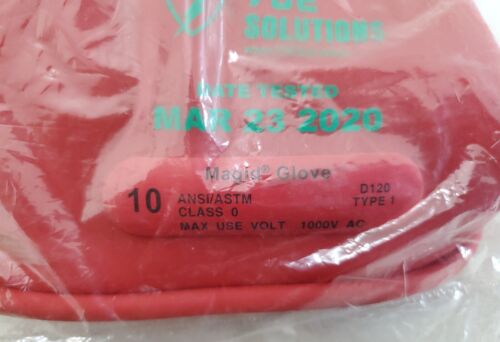 SOLUTIONS
DATE TESTED
MAR 23 2020
Magid® Glove
10 ANSI/ASTM D120
CLASS 0 TYPE 1
MAX USE VOLT 1000V AC